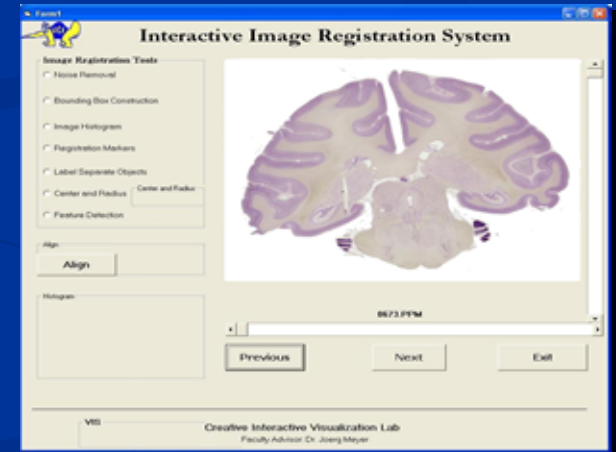 Form1
Interactive Image Registration System
Image Registration Tools
Noise Removal
Bounding Box Construction
Image Histogram
Registration Markers
Label Separate Objects
Center and Radius
Center and Radius
Feature Detection
Align
Align
Histogram
0673.PPM
Previous
Next
Exit
Creative Interactive Visualization Lab
Faculty Advisor: Dr. Joerg Meyer